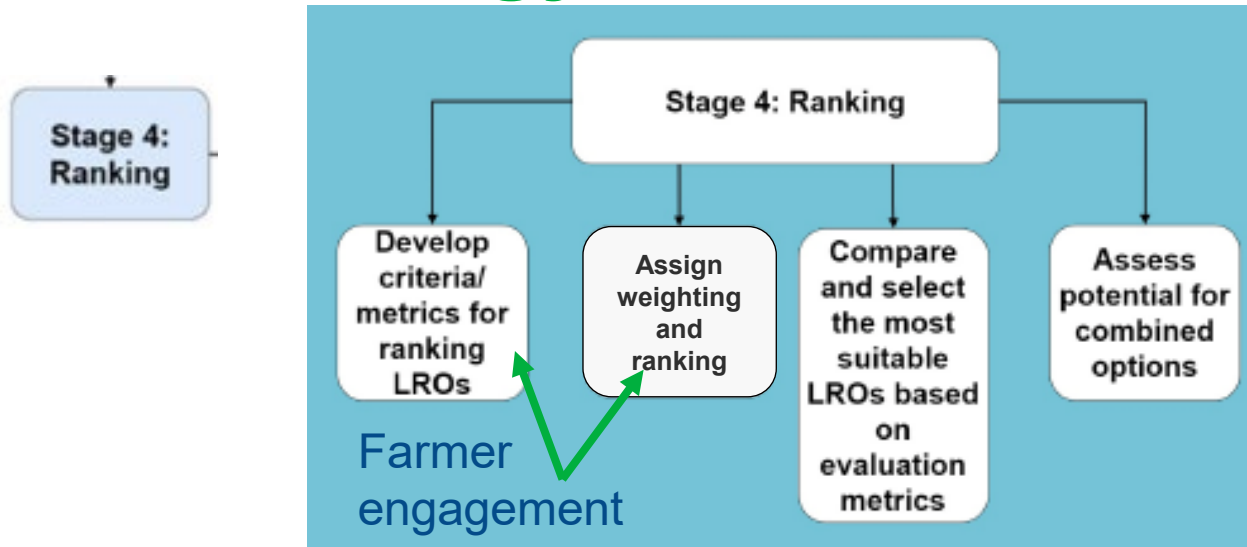 Stage 4:
Ranking
Stage 4: Ranking
Develop
criteria/
metrics for
ranking
LROs
Assign
weighting
and
ranking
Compare
and select
the most
suitable
LROs based
on
evaluation
metrics
Assess
potential for
combined
options
Farmer
engagement